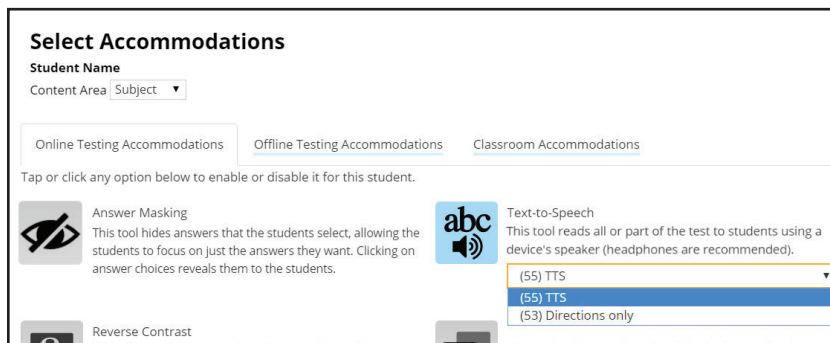 Select Accommodations
Student Name
Content Area Subject
Online Testing Accommodations Offline Testing Accommodations Classroom Accommodations
Tap or click any option below to enable or disable it for this student.
Answer Masking
This tool hides answers that the students select, allowing the
students to focus on just the answers they want. Clicking on
answer choices reveals them to the students.
abc
Text-to-Speech
This tool reads all or part of the test to students using a
device's speaker (headphones are recommended).
(55) TTS
(55) TTS
(53) Directions only
Reverse Contrast